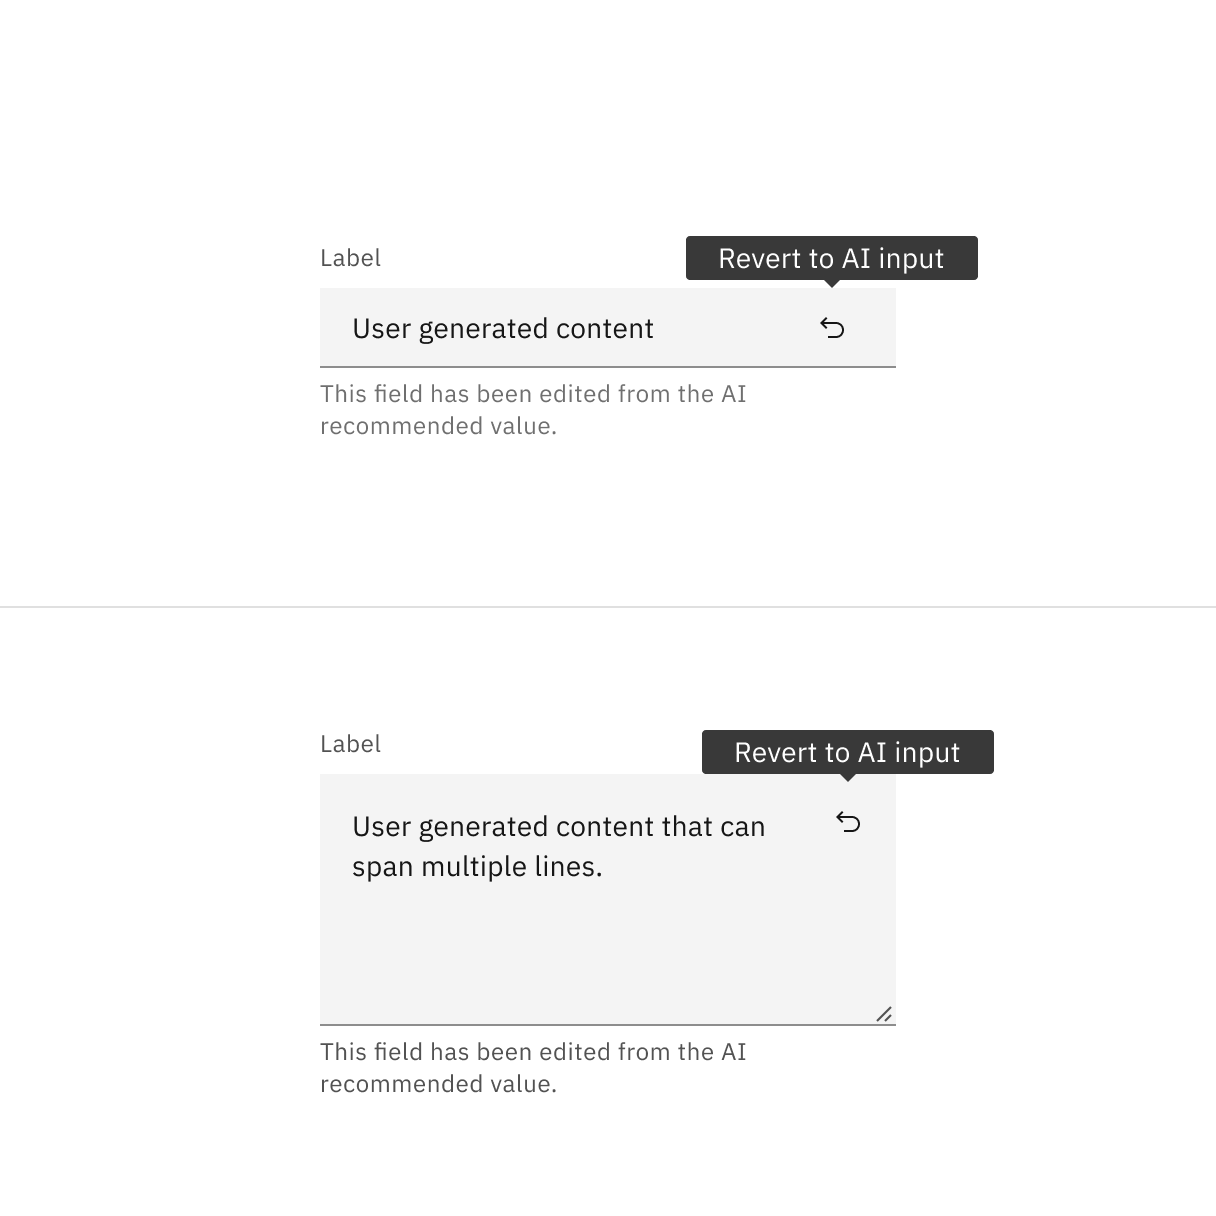 Label
Revert to AI input
User generated content
This field has been edited from the AI
recommended value.
Label
Revert to AI input
User generated content that can
span multiple lines.
This field has been edited from the AI
recommended value.